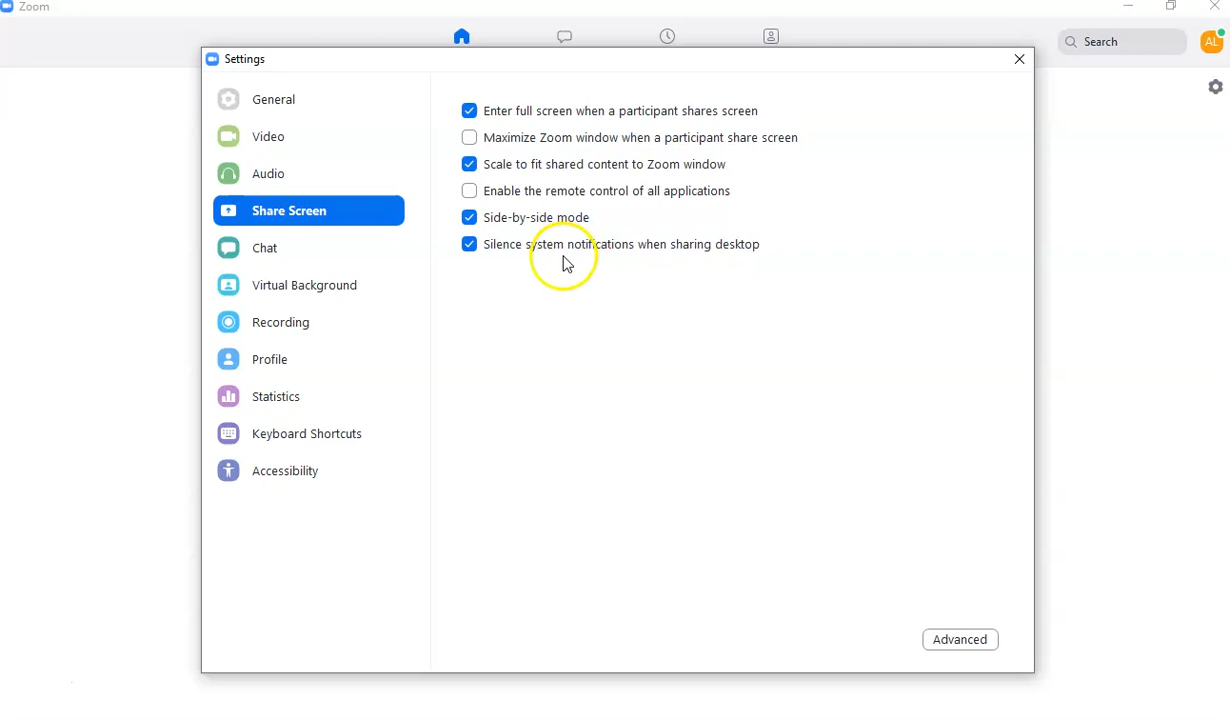 Zoom
Search
AL
Settings
General
Video
Audio
Share Screen
Chat
Virtual Background
Recording
Profile
Statistics
Keyboard Shortcuts
Accessibility
Enter full screen when a participant shares screen
Maximize Zoom window when a participant share screen
Scale to fit shared content to Zoom window
Enable the remote control of all applications
Side-by-side mode
Silence system notifications when sharing desktop
Advanced